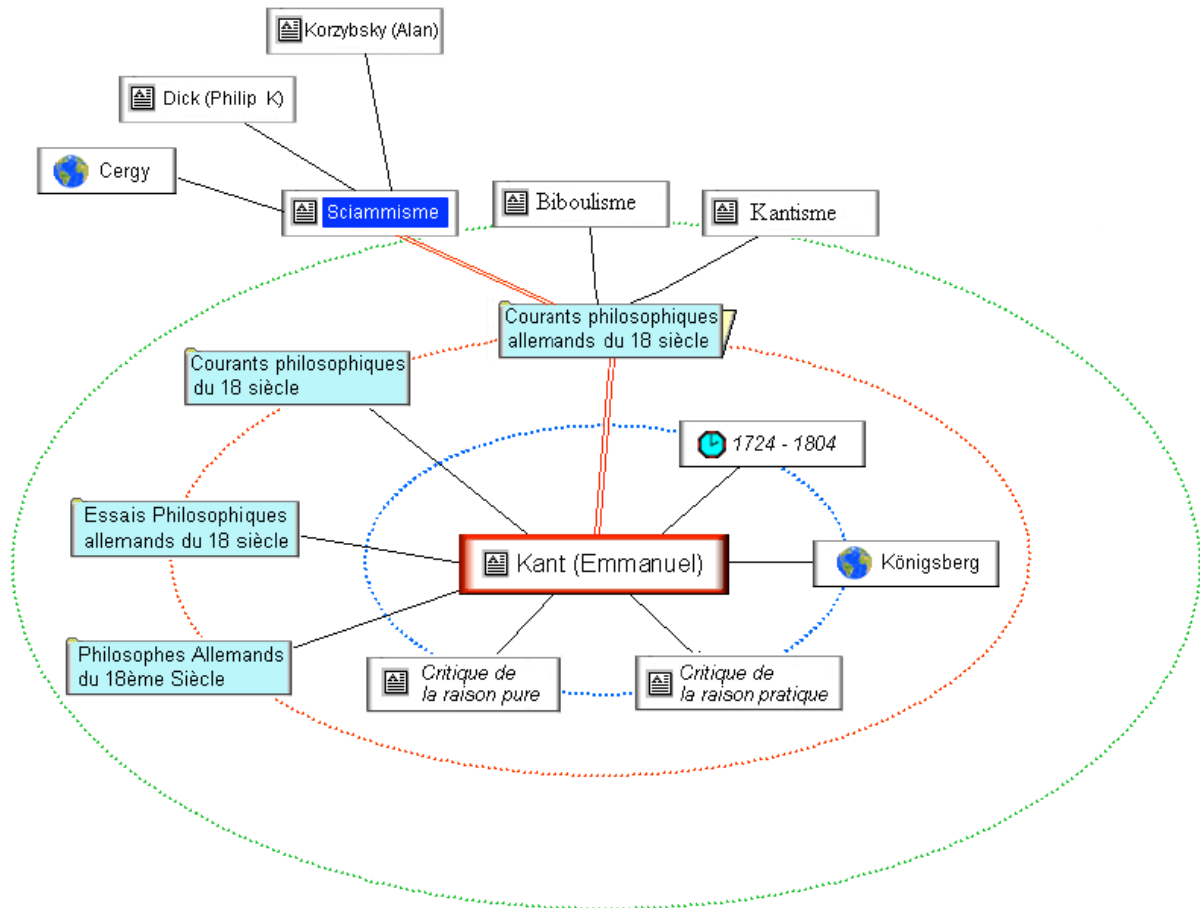 Korzybsky (Alan)
Dick (Philip K)
Cergy
Sciammisme
Biboulisme
Kantisme
Courants philosophiques
allemands du 18 siècle
Courants philosophiques
du 18 siècle
1724 - 1804
Essais Philosophiques
allemands du 18 siècle
Kant (Emmanuel)
Königsberg
Philosophes Allemands
du 18ème Siècle
Critique de
la raison pure
Critique de
la raison pratique